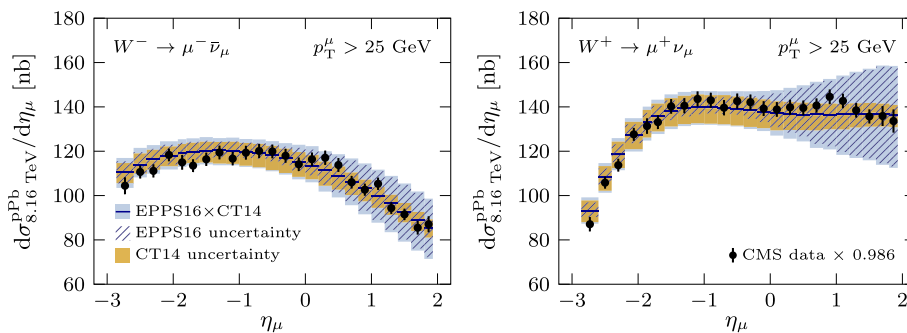 dσ^{pPb}_{8.16 TeV}/dη_μ [nb]
180
160
140
120
100
80
60
W⁻ → μ⁻ν̄_μ
p_T^μ > 25 GeV
EPPS16×CT14
EPPS16 uncertainty
CT14 uncertainty
−3 −2 −1 0 1 2
η_μ
dσ^{pPb}_{8.16 TeV}/dη_μ [nb]
180
160
140
120
100
80
60
W⁺ → μ⁺ν_μ
p_T^μ > 25 GeV
CMS data × 0.986
−3 −2 −1 0 1 2
η_μ